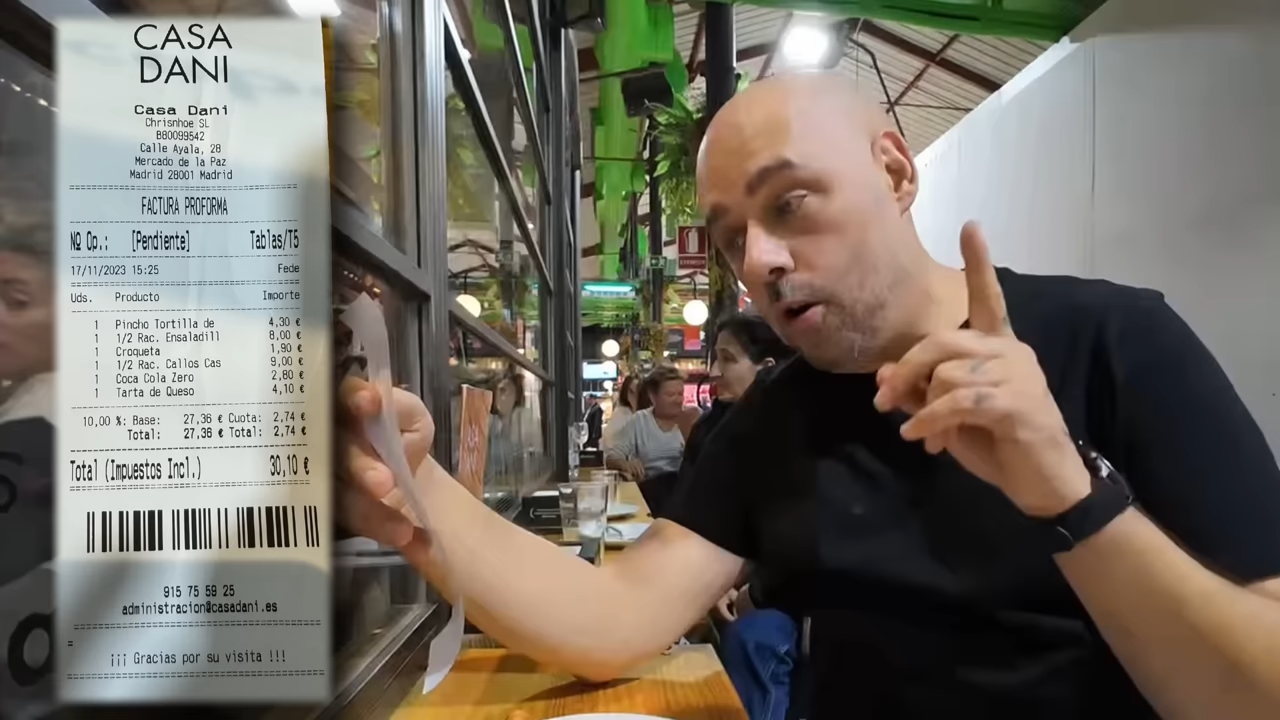 CASA
DANI
Casa Dani
Chrisnhoe SL
B80099542
Calle Ayala, 28
Mercado de la Paz
Madrid 28001 Madrid
FACTURA PROFORMA
Nº Op.: [Pendiente] Tablas/T5
17/11/2023 15:25 Fede
Uds. Producto Importe
1 Pincho Tortilla de 4,30 €
1 1/2 Rac. Ensaladill 8,00 €
1 Croqueta 1,90 €
1 1/2 Rac. Callos Cas 9,00 €
1 Coca Cola Zero 2,80 €
1 Tarta de Queso 4,10 €
10,00 %: Base: 27,36 € Cuota: 2,74 €
Total: 27,36 € Total: 2,74 €
Total (Impuestos Incl.) 30,10 €
915 75 59 25
administracion@casadani.es
¡¡¡ Gracias por su visita !!!